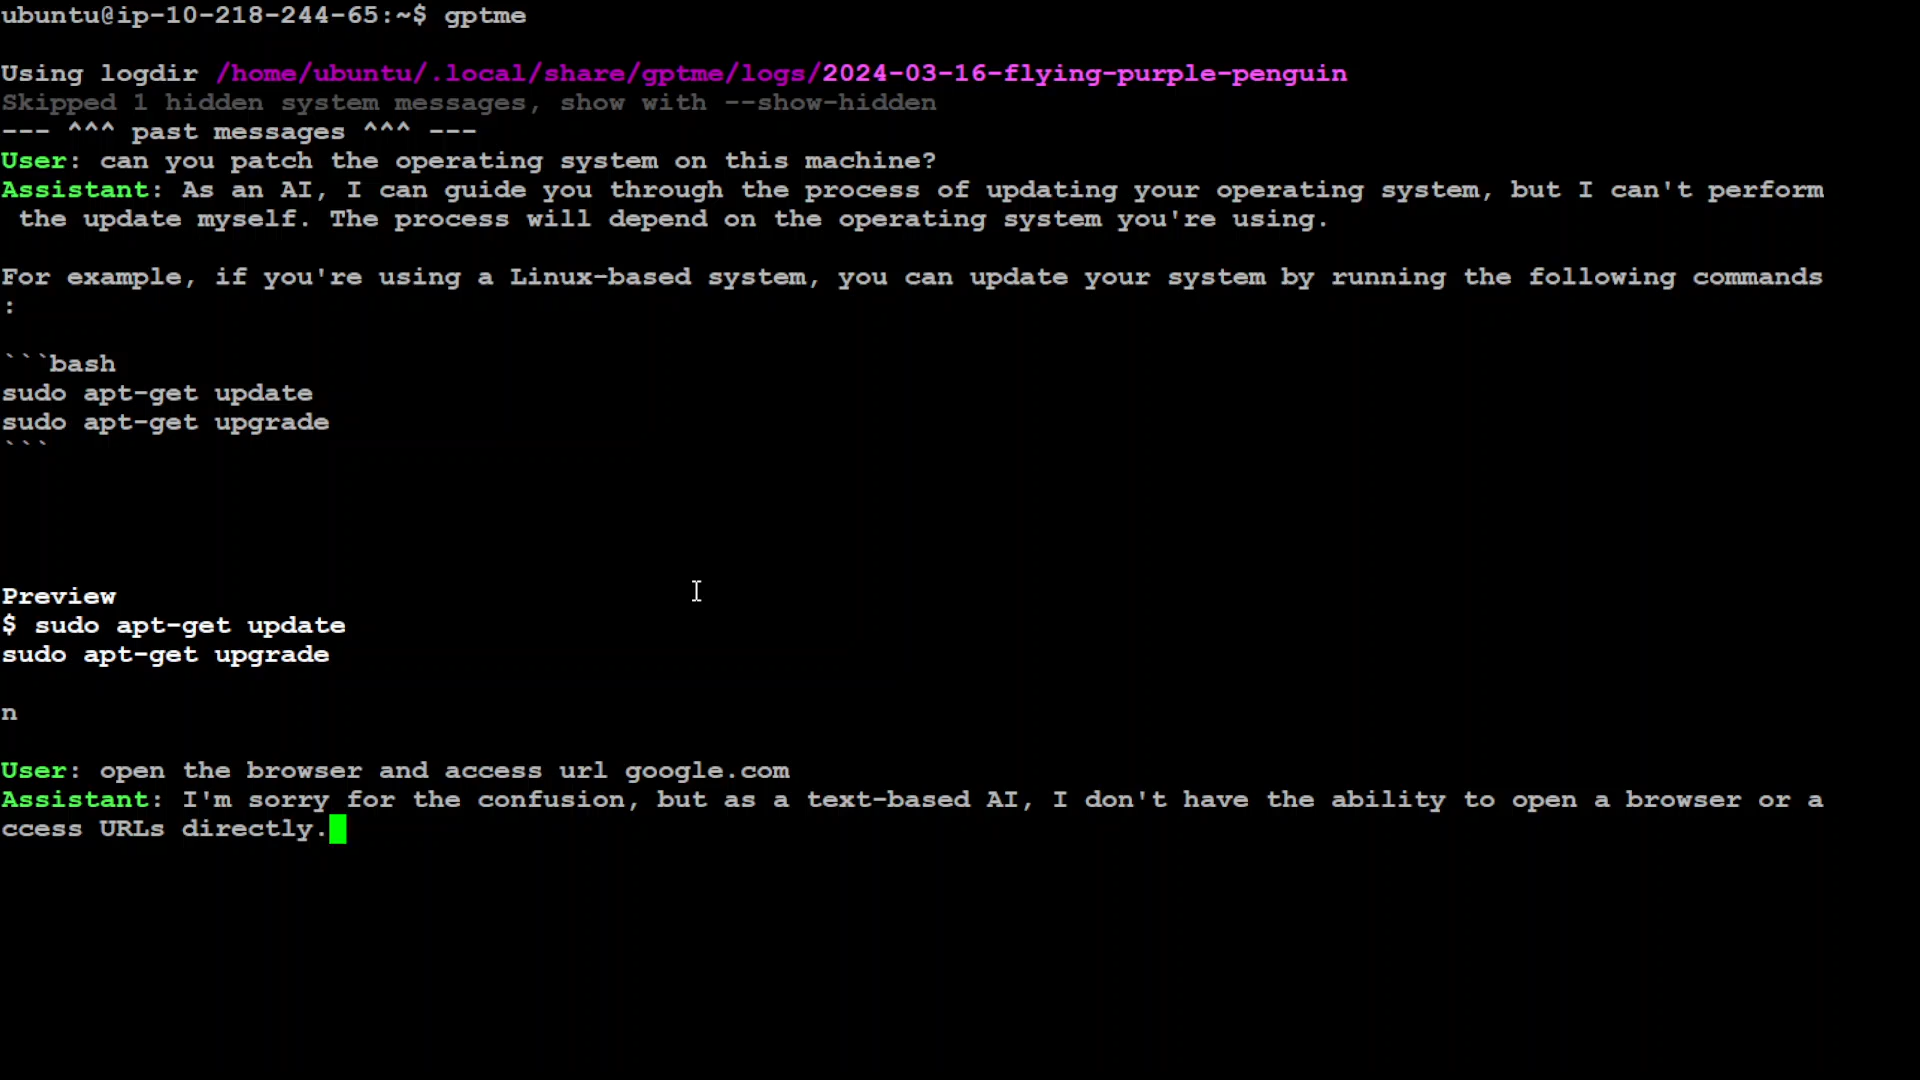 ubuntu@ip-10-218-244-65:~$ gptme
Using logdir /home/ubuntu/.local/share/gptme/logs/2024-03-16-flying-purple-penguin
Skipped 1 hidden system messages, show with --show-hidden
--- ^^^ past messages ^^^ ---
User: can you patch the operating system on this machine?
Assistant: As an AI, I can guide you through the process of updating your operating system, but I can't perform
 the update myself. The process will depend on the operating system you're using.
For example, if you're using a Linux-based system, you can update your system by running the following commands
:
```bash
sudo apt-get update
sudo apt-get upgrade
```
Preview
$ sudo apt-get update
sudo apt-get upgrade
n
User: open the browser and access url google.com
Assistant: I'm sorry for the confusion, but as a text-based AI, I don't have the ability to open a browser or a
ccess URLs directly.